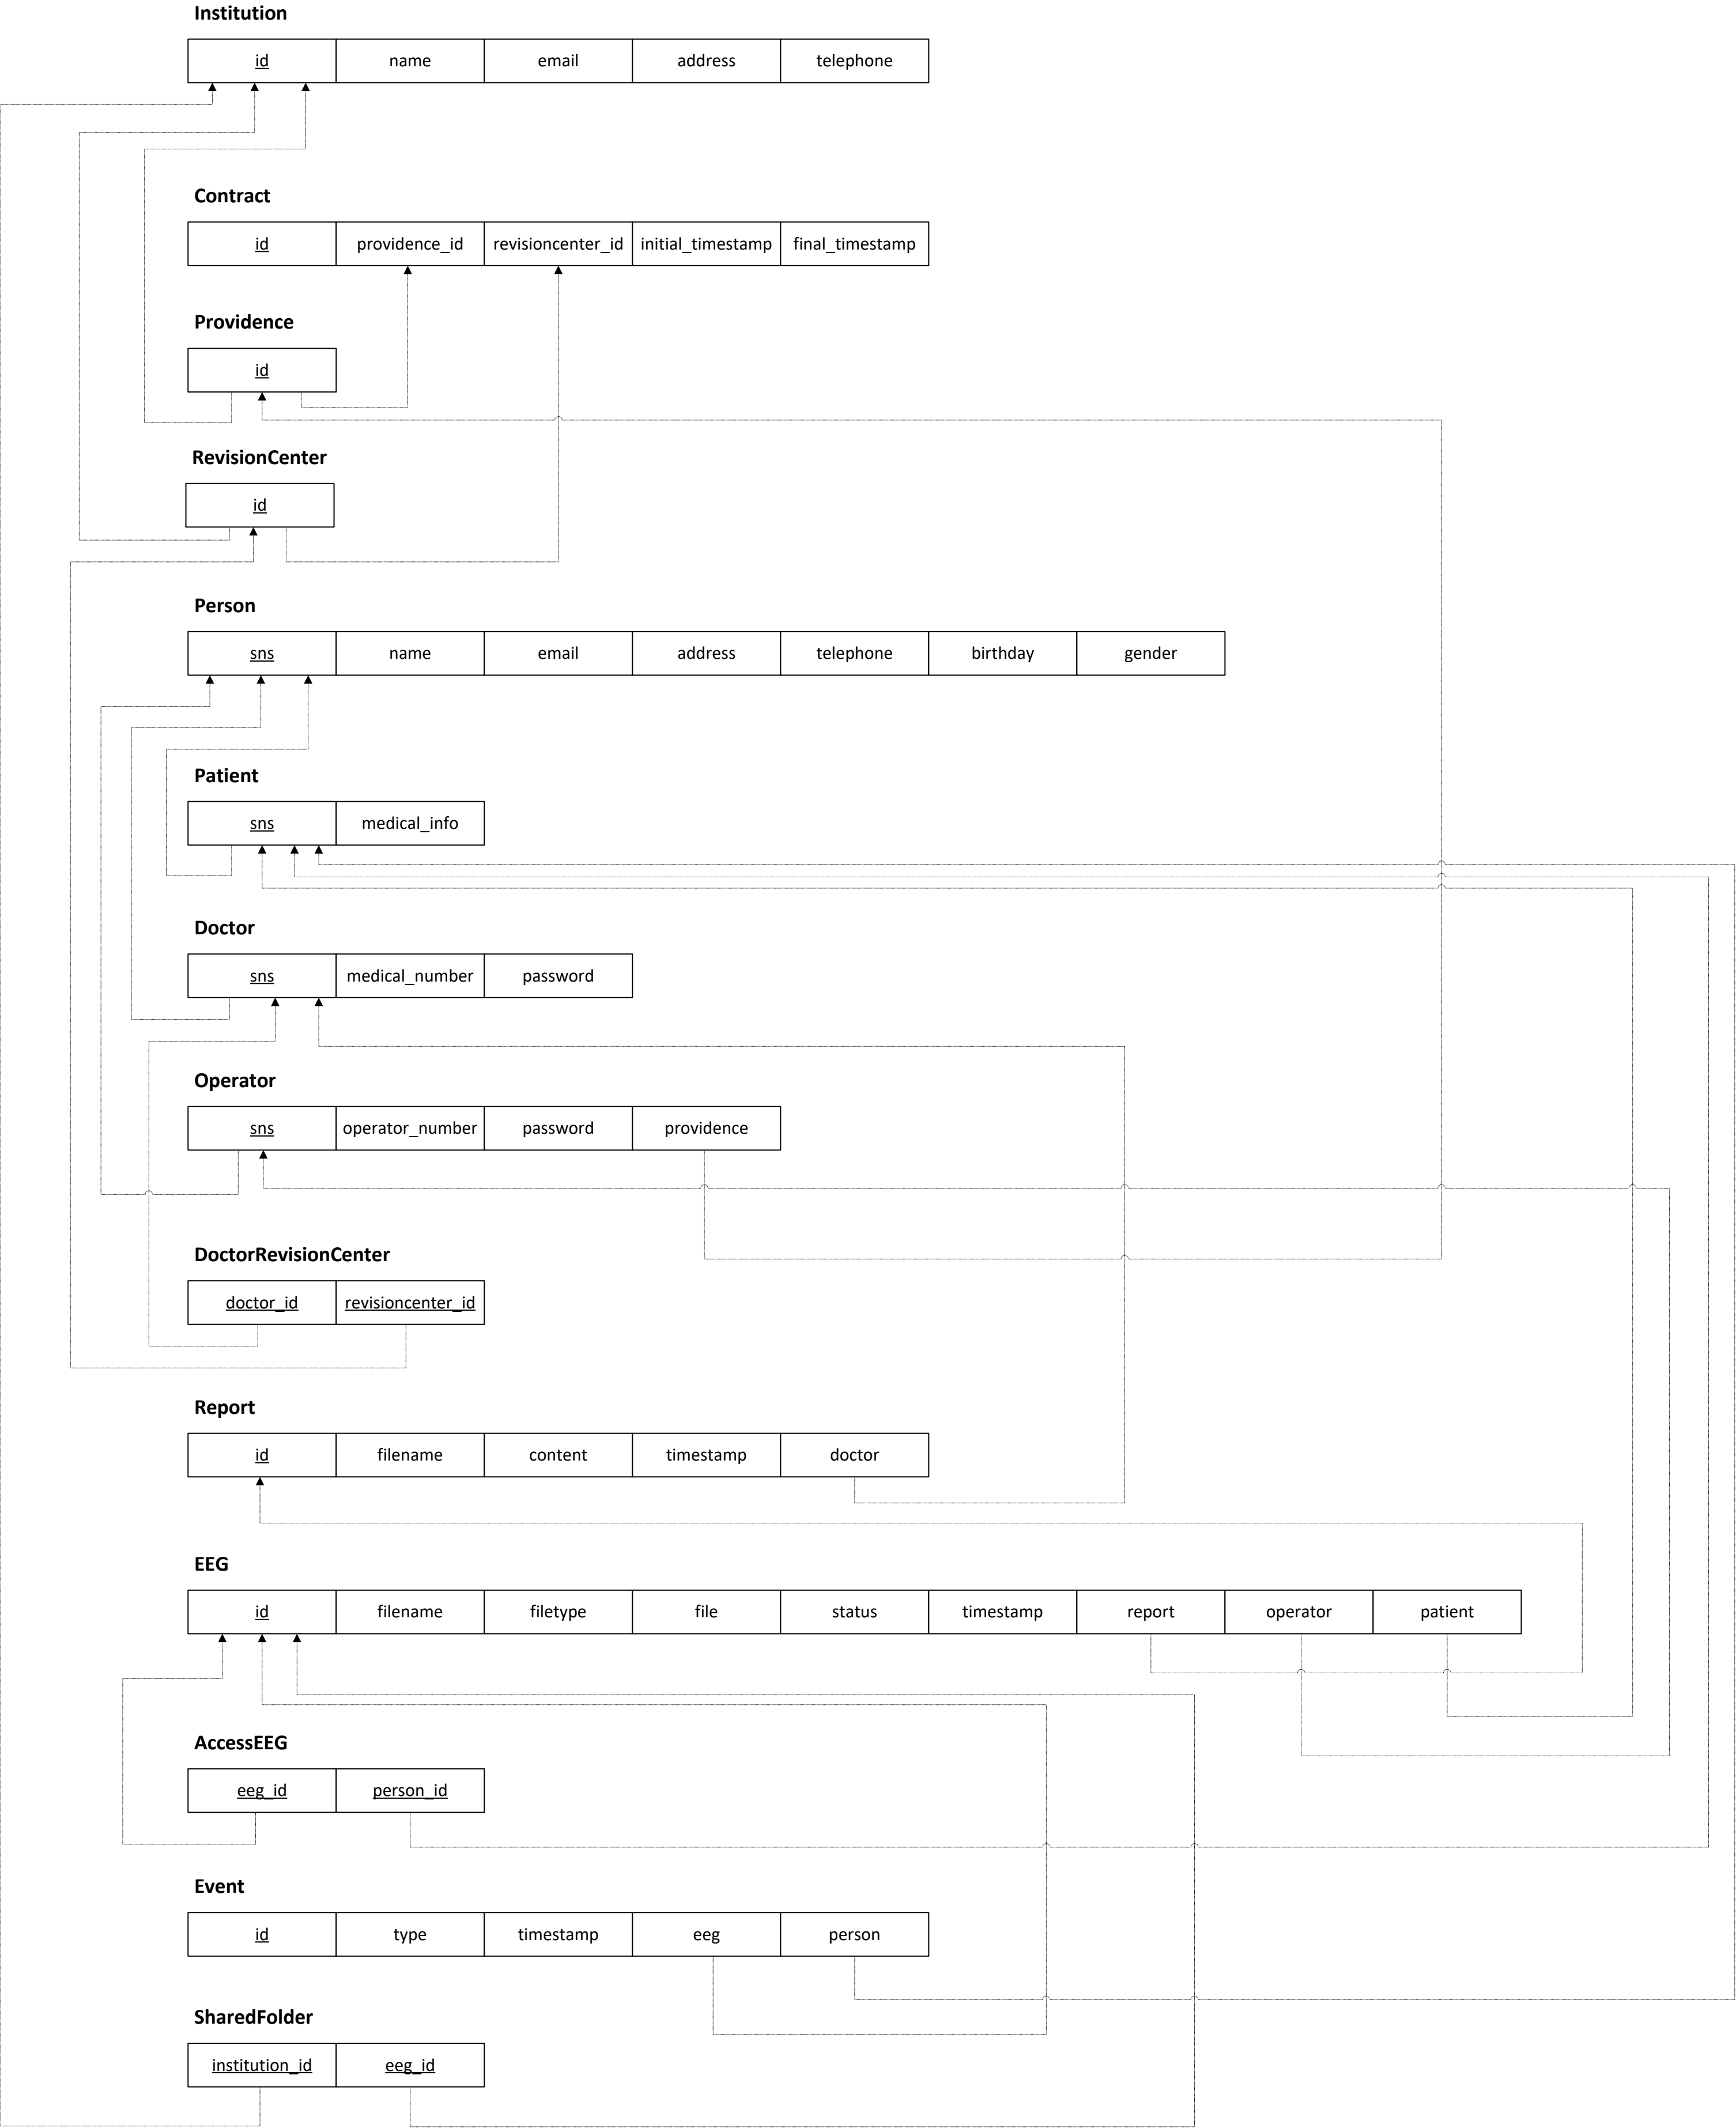 Institution
id name email address telephone
Contract
id providence_id revisioncenter_id initial_timestamp final_timestamp
Providence
id
RevisionCenter
id
Person
sns name email address telephone birthday gender
Patient
sns medical_info
Doctor
sns medical_number password
Operator
sns operator_number password providence
DoctorRevisionCenter
doctor_id revisioncenter_id
Report
id filename content timestamp doctor
EEG
id filename filetype file status timestamp report operator patient
AccessEEG
eeg_id person_id
Event
id type timestamp eeg person
SharedFolder
institution_id eeg_id